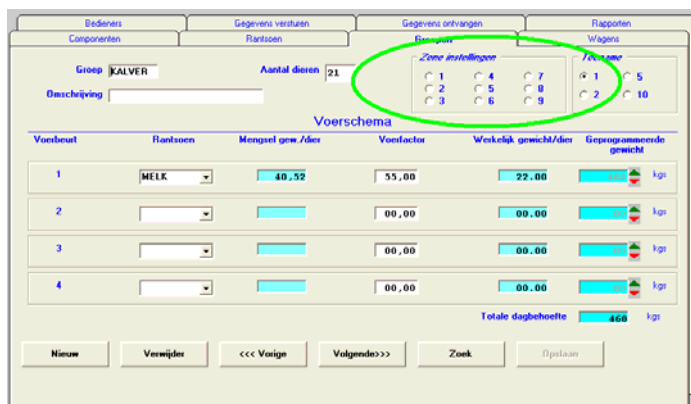 Bedieners Gegevens versturen Gegevens ontvangen Rapporten
Componenten Rantsoen Groepen Wagens
Zone instellingen Toename
Groep KALVER Aantal dieren 21 1 4 7 1 5
2 5 8 2 10
Omschrijving 3 6 9
Voerschema
Voerbeurt Rantsoen Mengsel gew./dier Voerfactor Werkelijk gewicht/dier Geprogrammeerde gewicht
1 MELK 40,52 55,00 22.00 kgs
2 00,00 00.00 kgs
3 00,00 00.00 kgs
4 00,00 00.00 kgs
Totale dagbehoefte 460 kgs
Nieuw Verwijder <<< Vorige Volgende>>> Zoek Opslaan